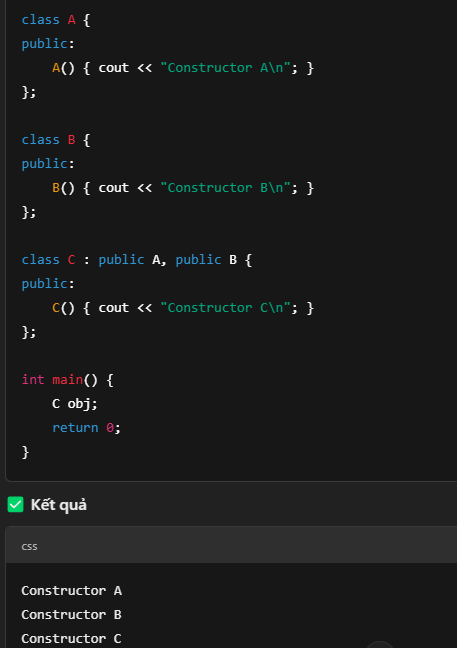 class A {
public:
    A() { cout << "Constructor A\n"; }
};

class B {
public:
    B() { cout << "Constructor B\n"; }
};

class C : public A, public B {
public:
    C() { cout << "Constructor C\n"; }
};

int main() {
    C obj;
    return 0;
}
✅ Kết quả
css
Constructor A
Constructor B
Constructor C